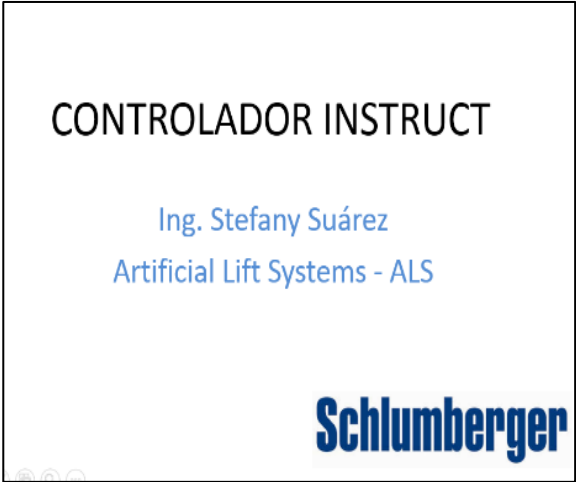 CONTROLADOR INSTRUCT
Ing. Stefany Suárez
Artificial Lift Systems - ALS
Schlumberger